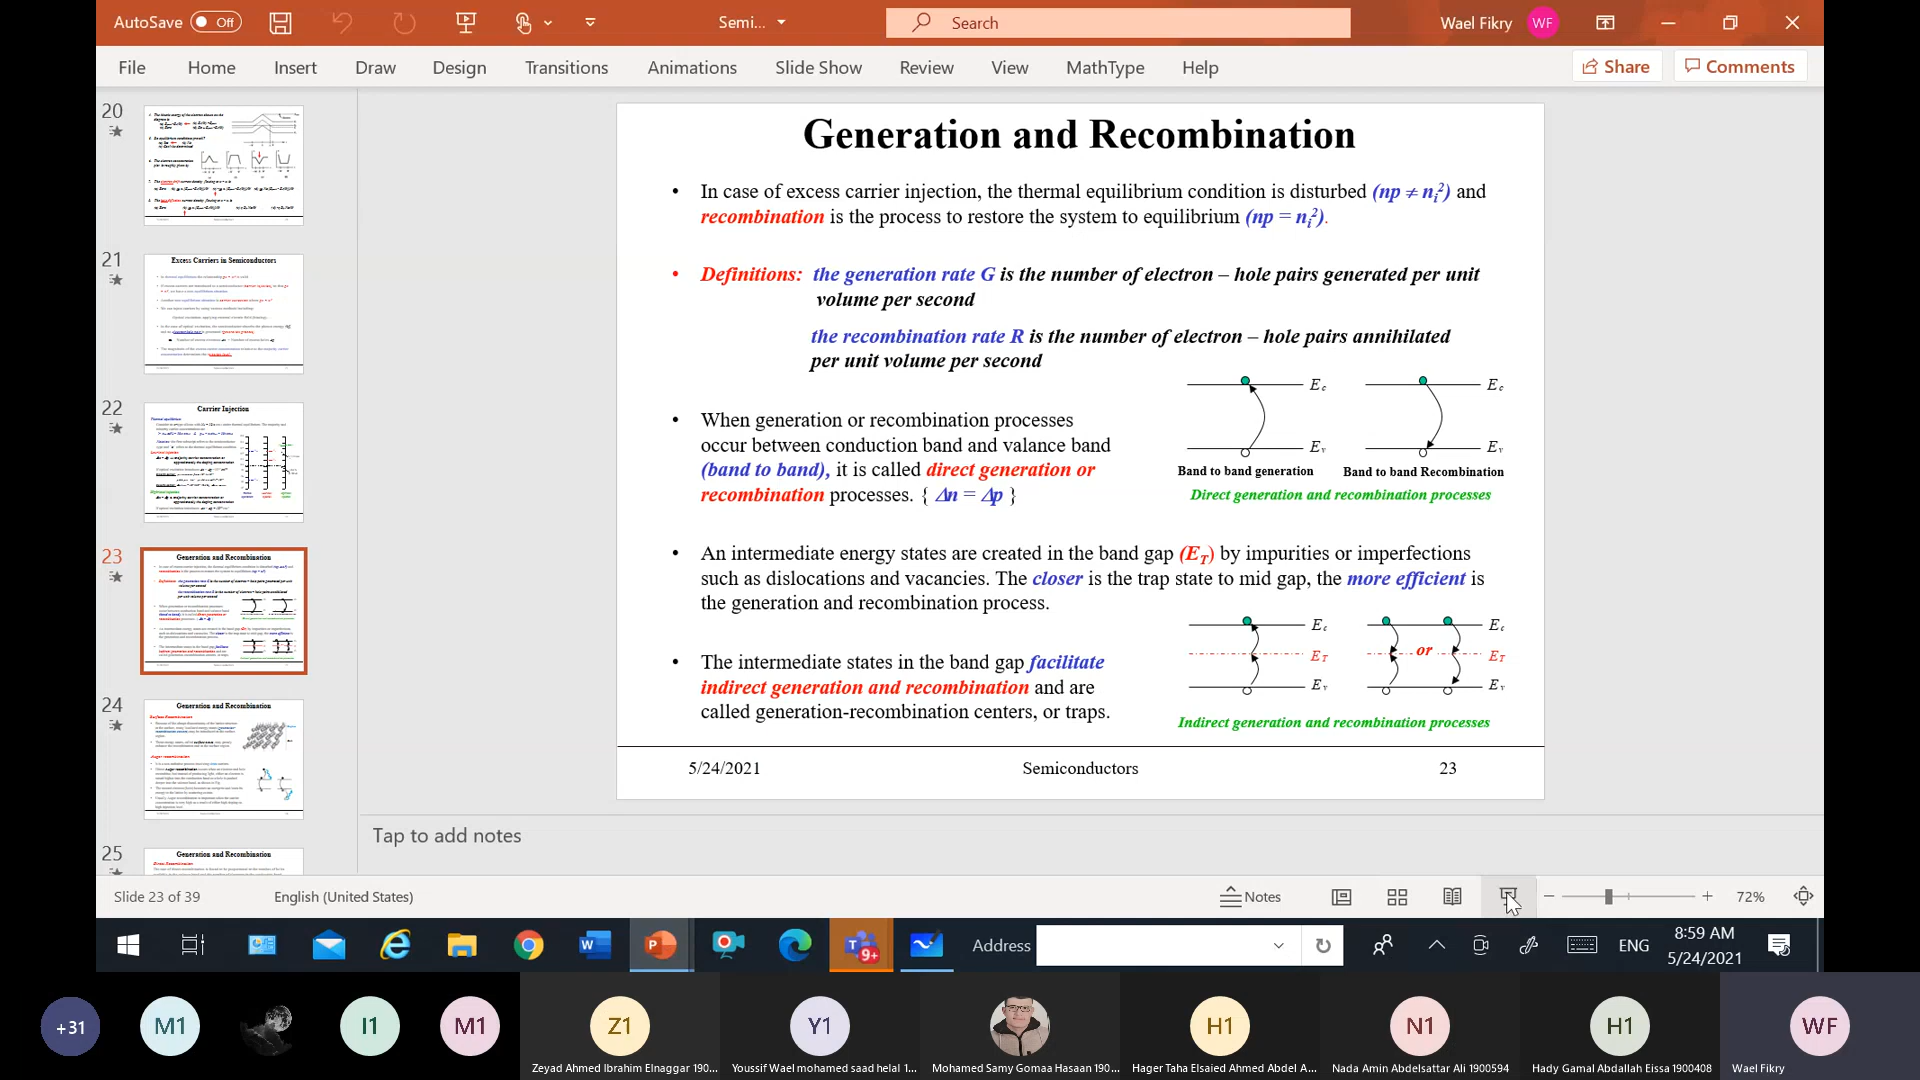 AutoSave Off
Semi...
Search
Wael Fikry
WF
File Home Insert Draw Design Transitions Animations Slide Show Review View MathType Help
Share
Comments
20
21
Excess Carriers in Semiconductors
22
Carrier Injection
23
Generation and Recombination
24
Generation and Recombination
25
Generation and Recombination
Generation and Recombination
• In case of excess carrier injection, the thermal equilibrium condition is disturbed (np ≠ nᵢ²) and
recombination is the process to restore the system to equilibrium (np = nᵢ²).
• Definitions: the generation rate G is the number of electron – hole pairs generated per unit
volume per second
the recombination rate R is the number of electron – hole pairs annihilated
per unit volume per second
• When generation or recombination processes
occur between conduction band and valance band
(band to band), it is called direct generation or
recombination processes. { Δn = Δp }
E c
E c
E v
E v
Band to band generation
Band to band Recombination
Direct generation and recombination processes
• An intermediate energy states are created in the band gap (E_T) by impurities or imperfections
such as dislocations and vacancies. The closer is the trap state to mid gap, the more efficient is
the generation and recombination process.
• The intermediate states in the band gap facilitate
indirect generation and recombination and are
called generation-recombination centers, or traps.
E c
E c
E T
or
E T
E v
E v
Indirect generation and recombination processes
5/24/2021
Semiconductors
23
Tap to add notes
Slide 23 of 39
English (United States)
Notes
72%
Address
9+
ENG
8:59 AM
5/24/2021
+31
M1
I1
M1
Z1
Y1
H1
N1
H1
WF
Zeyad Ahmed Ibrahim Elnaggar 190...
Youssif Wael mohamed saad helal 1...
Mohamed Samy Gomaa Hasaan 190...
Hager Taha Elsaied Ahmed Abdel A...
Nada Amin Abdelsattar Ali 1900594
Hady Gamal Abdallah Eissa 1900408
Wael Fikry